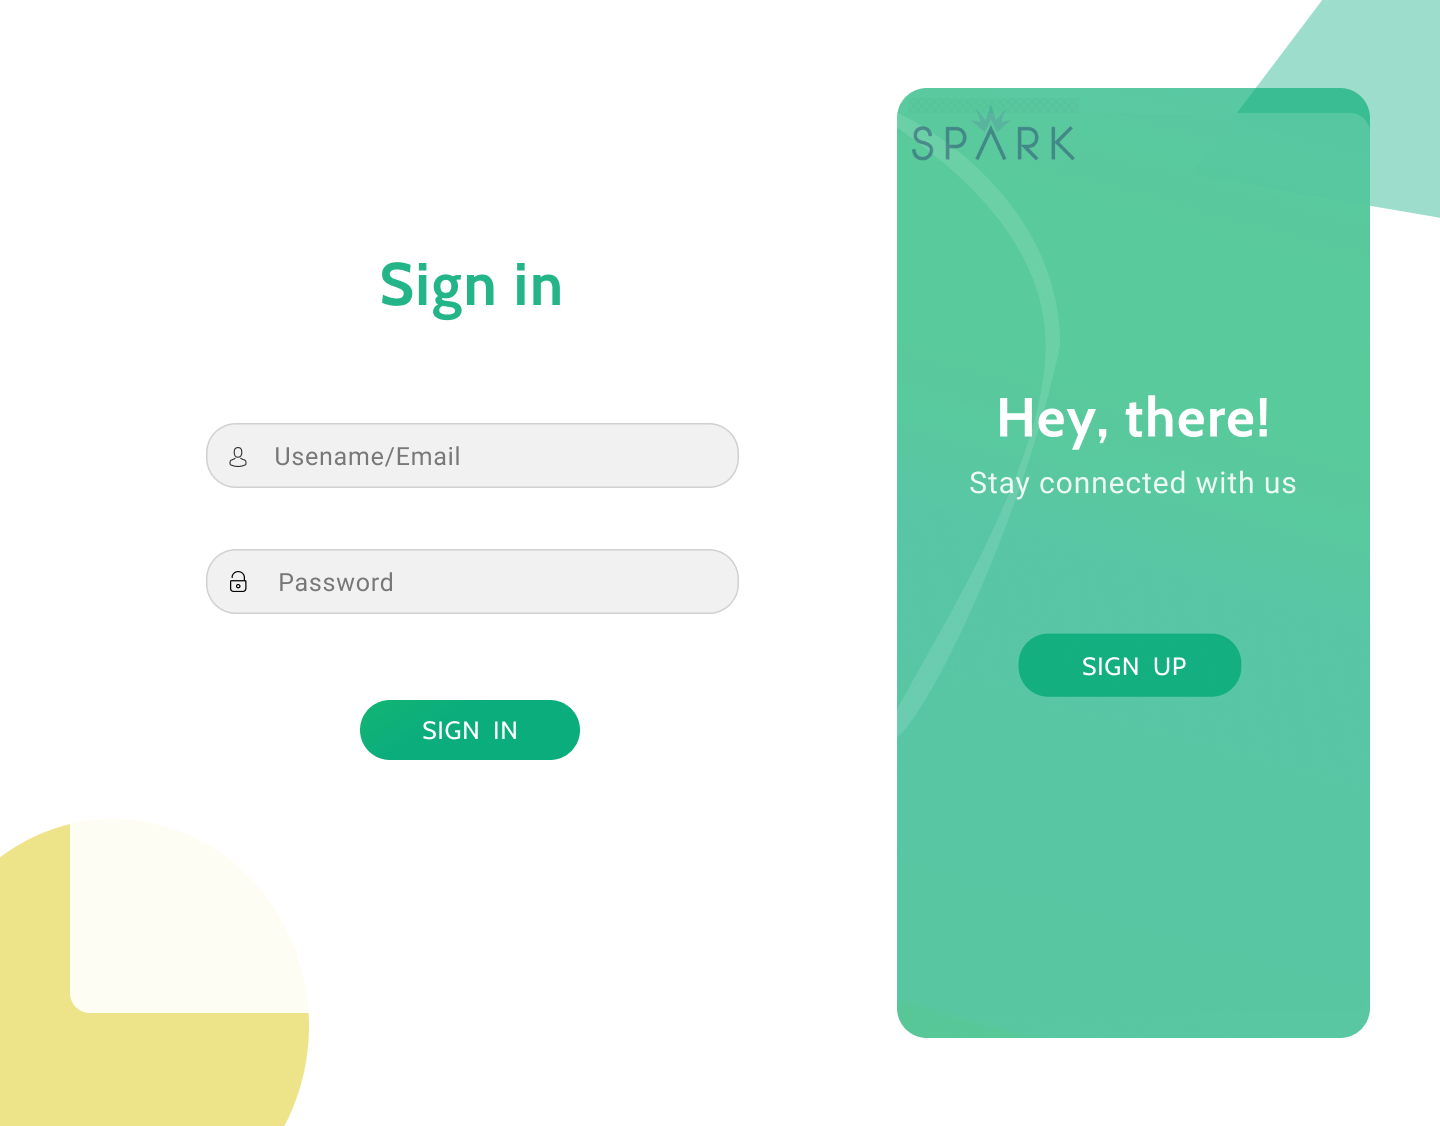 Sign in
Usename/Email
Password
SIGN IN
SPARK
Hey, there!
Stay connected with us
SIGN UP